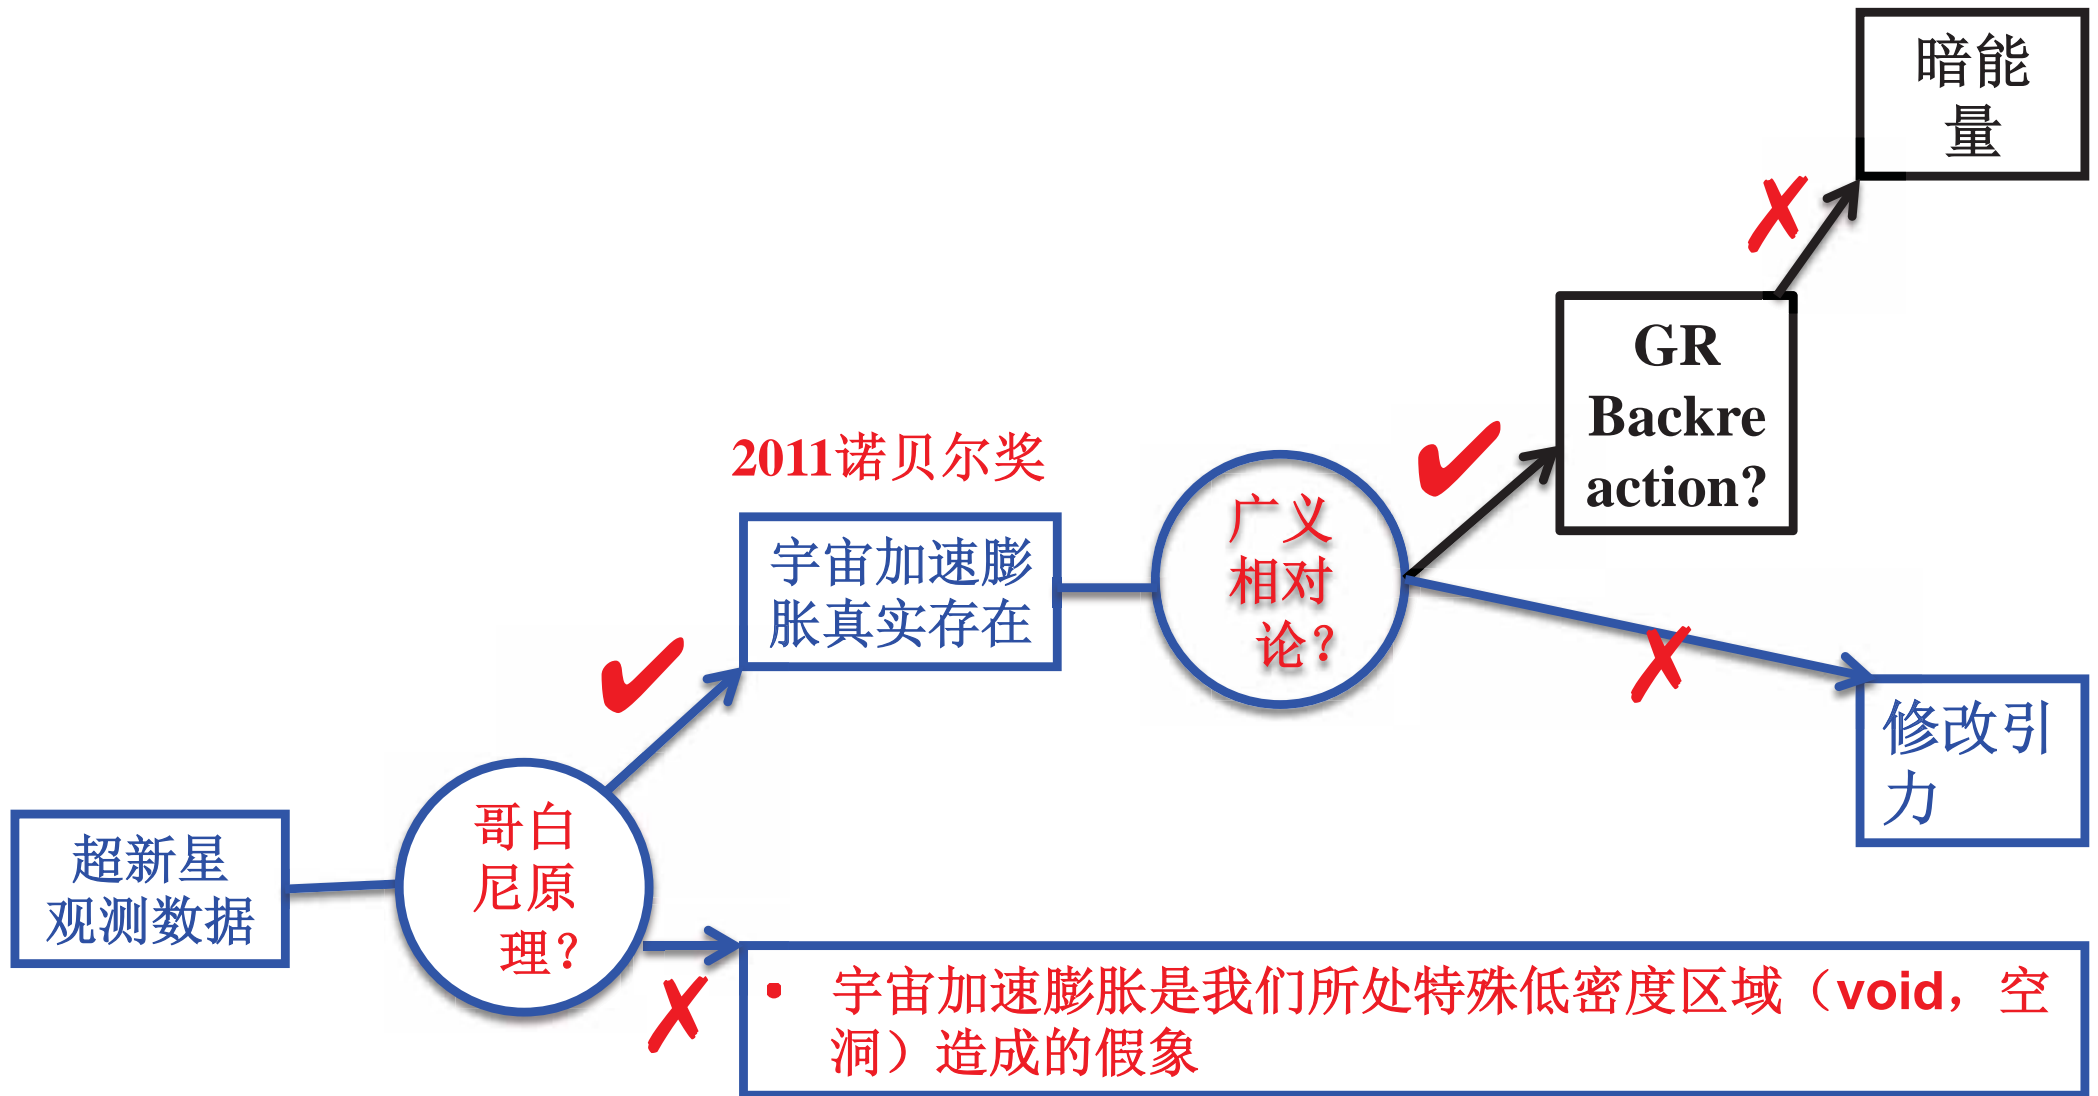 暗能
量
GR
Backre
action?
2011诺贝尔奖
广义
相对
论？
宇宙加速膨
胀真实存在
修改引
力
哥白
尼原
理？
超新星
观测数据
• 宇宙加速膨胀是我们所处特殊低密度区域（void，空
洞）造成的假象